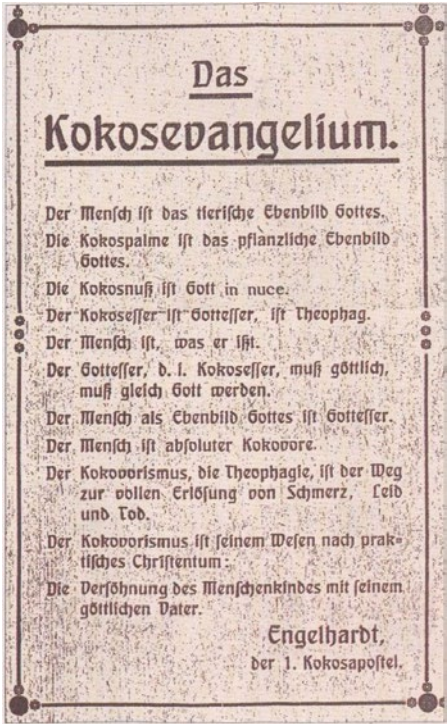 Das
Kokosevangelium.
Der Menſch iſt das tieriſche Ebenbild Gottes.
Die Kokospalme iſt das pflanzliche Ebenbild
Gottes.
Die Kokosnuß iſt Gott in nuce.
Der Kokoseſſer iſt Gotteſſer, iſt Theophag.
Der Menſch iſt, was er ißt.
Der Gotteſſer, d. i. Kokoseſſer, muß göttlich,
muß gleich Gott werden.
Der Menſch als Ebenbild Gottes iſt Gotteſſer.
Der Menſch iſt abſoluter Kokovore.
Der Kokovorismus, die Theophagie, iſt der Weg
zur vollen Erlöſung von Schmerz, Leid
und Tod.
Der Kokovorismus iſt ſeinem Weſen nach prak-
tiſches Chriſtentum:
Die Verſöhnung des Menſchenkindes mit ſeinem
göttlichen Vater.
Engelhardt,
der 1. Kokosapoſtel.